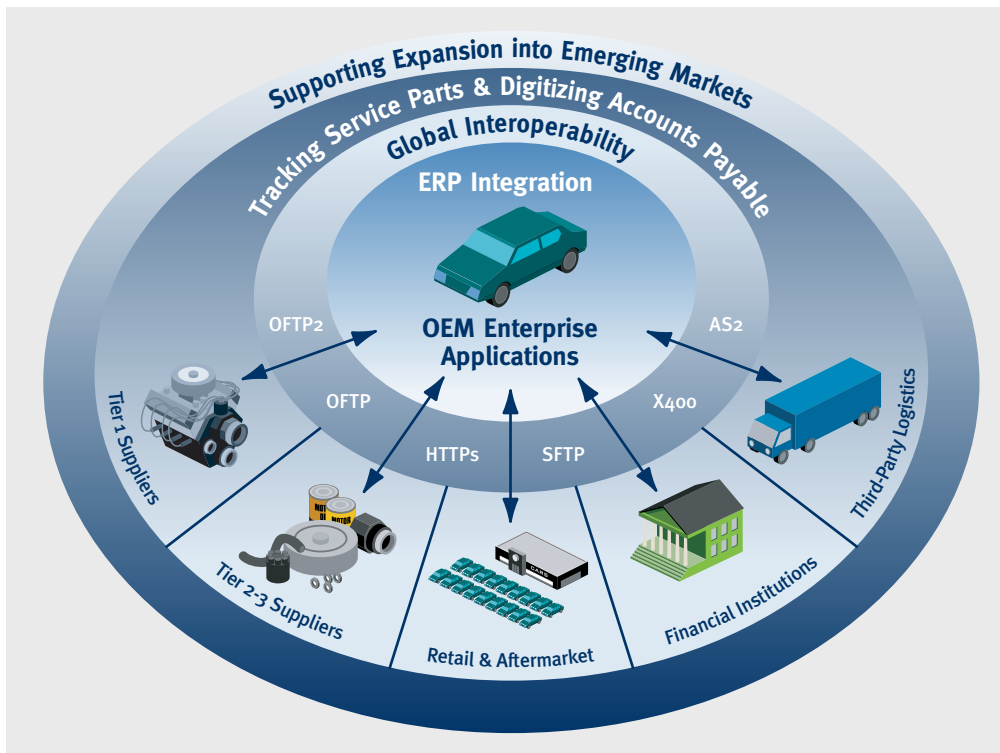 Supporting Expansion into Emerging Markets
Tracking Service Parts & Digitizing Accounts Payable
Global Interoperability
ERP Integration
OEM Enterprise
Applications
OFTP2
OFTP
HTTPs
SFTP
X400
AS2
Tier 1 Suppliers
Tier 2-3 Suppliers
Retail & Aftermarket
Financial Institutions
Third-Party Logistics
MOTOR
CARS